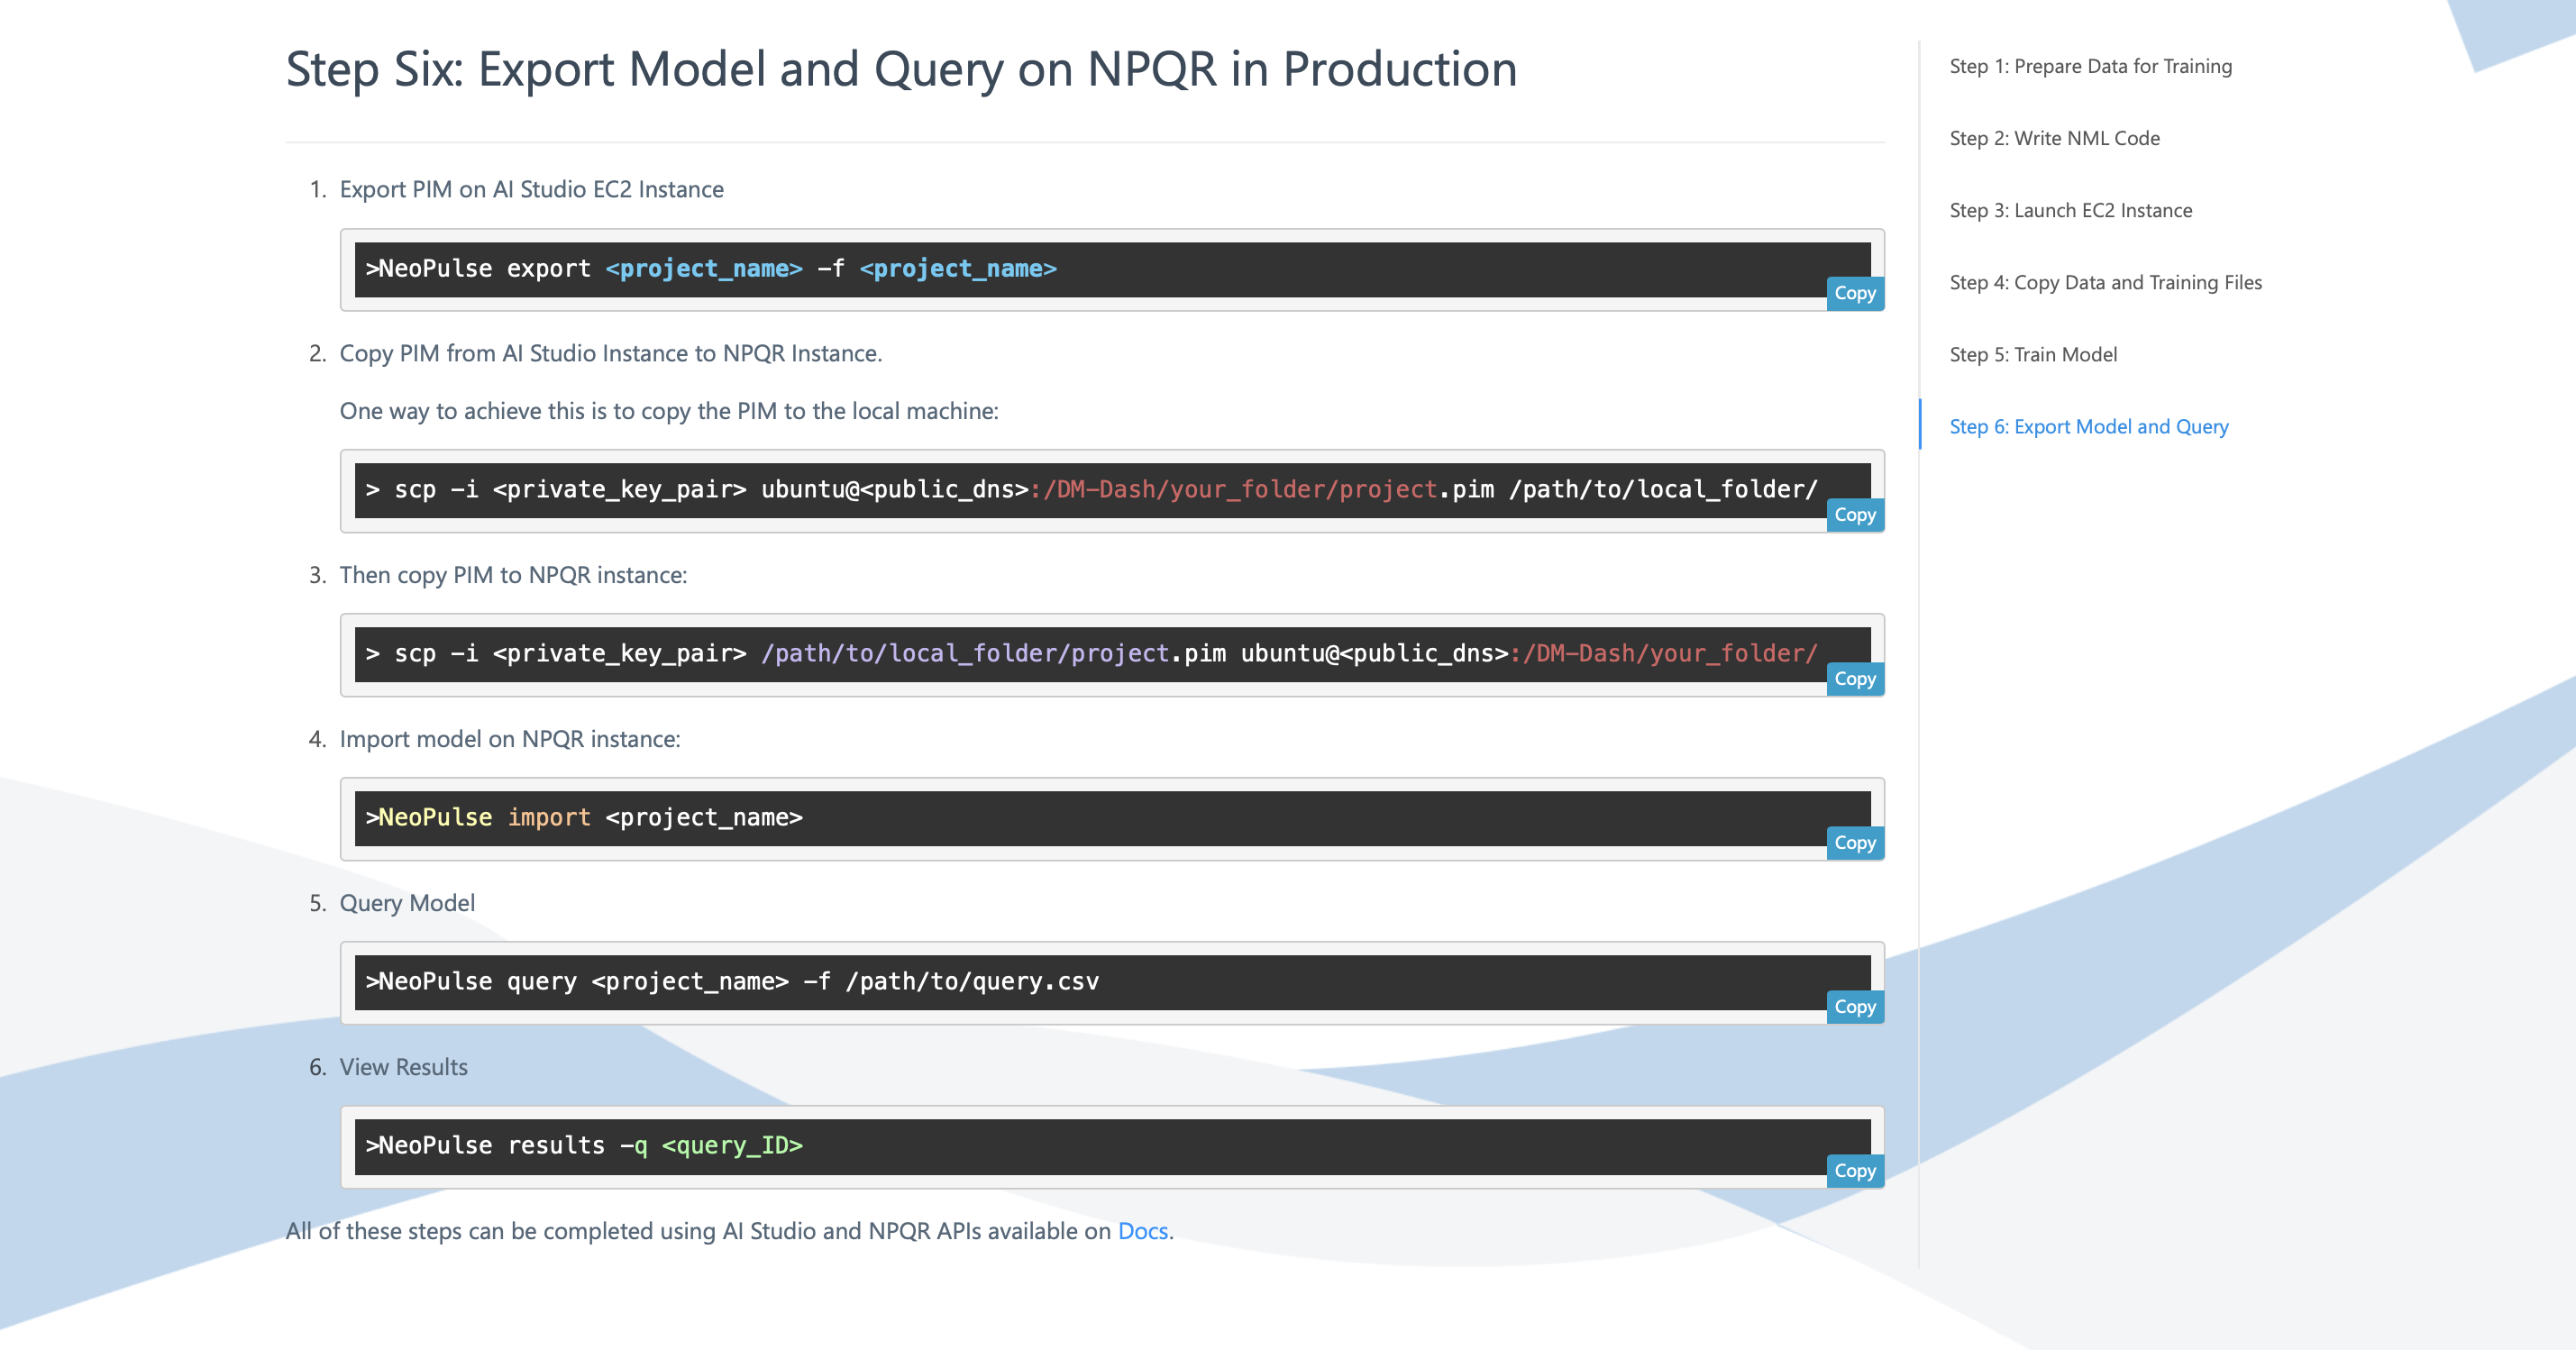 Step Six: Export Model and Query on NPQR in Production
1. Export PIM on AI Studio EC2 Instance
>NeoPulse export <project_name> -f <project_name>
Copy
2. Copy PIM from AI Studio Instance to NPQR Instance.
One way to achieve this is to copy the PIM to the local machine:
> scp -i <private_key_pair> ubuntu@<public_dns>:/DM-Dash/your_folder/project.pim /path/to/local_folder/
Copy
3. Then copy PIM to NPQR instance:
> scp -i <private_key_pair> /path/to/local_folder/project.pim ubuntu@<public_dns>:/DM-Dash/your_folder/
Copy
4. Import model on NPQR instance:
>NeoPulse import <project_name>
Copy
5. Query Model
>NeoPulse query <project_name> -f /path/to/query.csv
Copy
6. View Results
>NeoPulse results -q <query_ID>
Copy
All of these steps can be completed using AI Studio and NPQR APIs available on Docs.
Step 1: Prepare Data for Training
Step 2: Write NML Code
Step 3: Launch EC2 Instance
Step 4: Copy Data and Training Files
Step 5: Train Model
Step 6: Export Model and Query